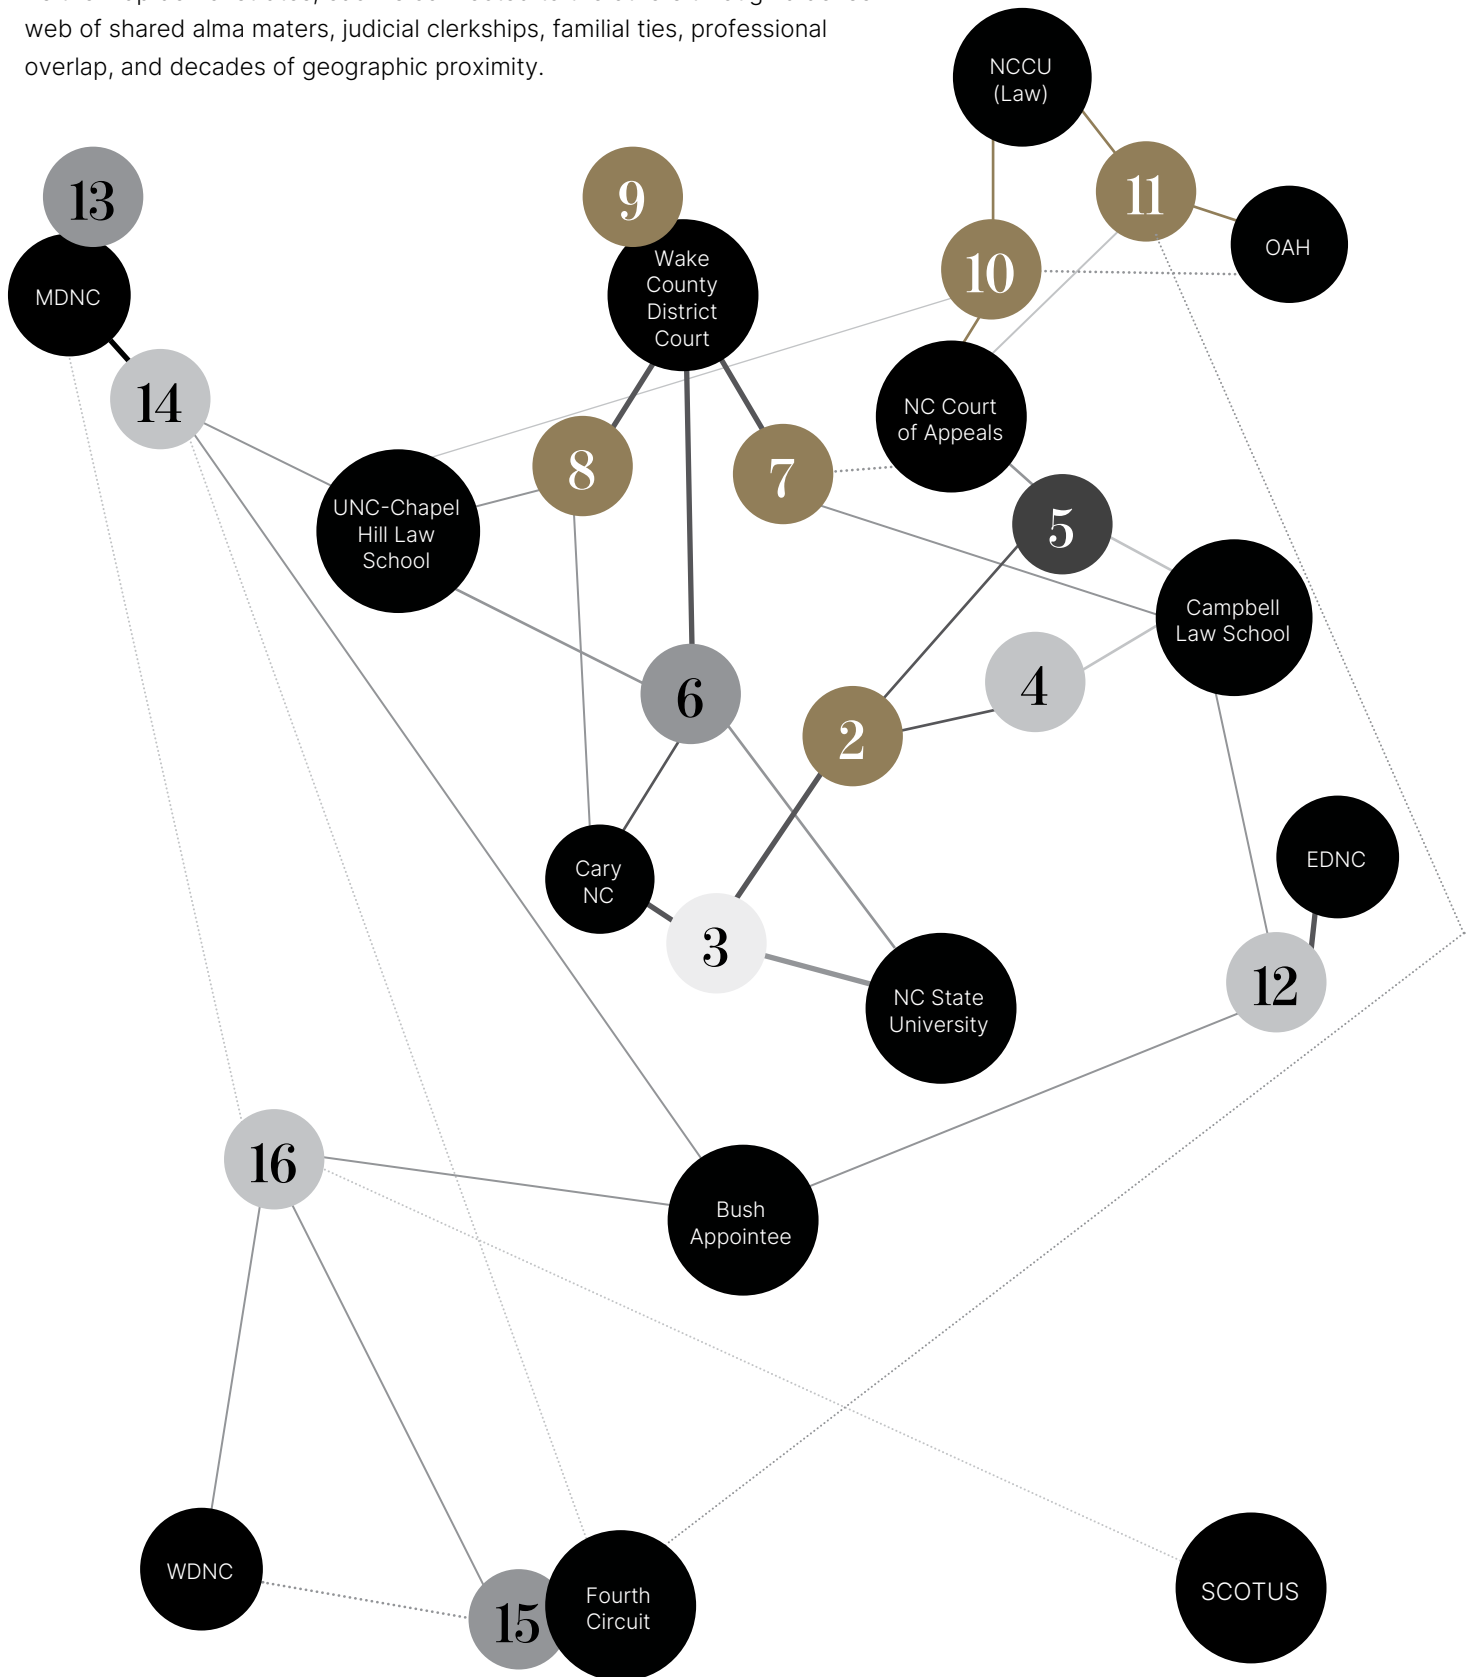 web of shared alma maters, judicial clerkships, familial ties, professional
overlap, and decades of geographic proximity.
NCCU
(Law)
13
9
11
MDNC
Wake
County
District
Court
10
OAH
14
NC Court
of Appeals
8
7
UNC-Chapel
Hill Law
School
5
Campbell
Law School
6
4
2
EDNC
Cary
NC
3
12
NC State
University
16
Bush
Appointee
WDNC
15
Fourth
Circuit
SCOTUS